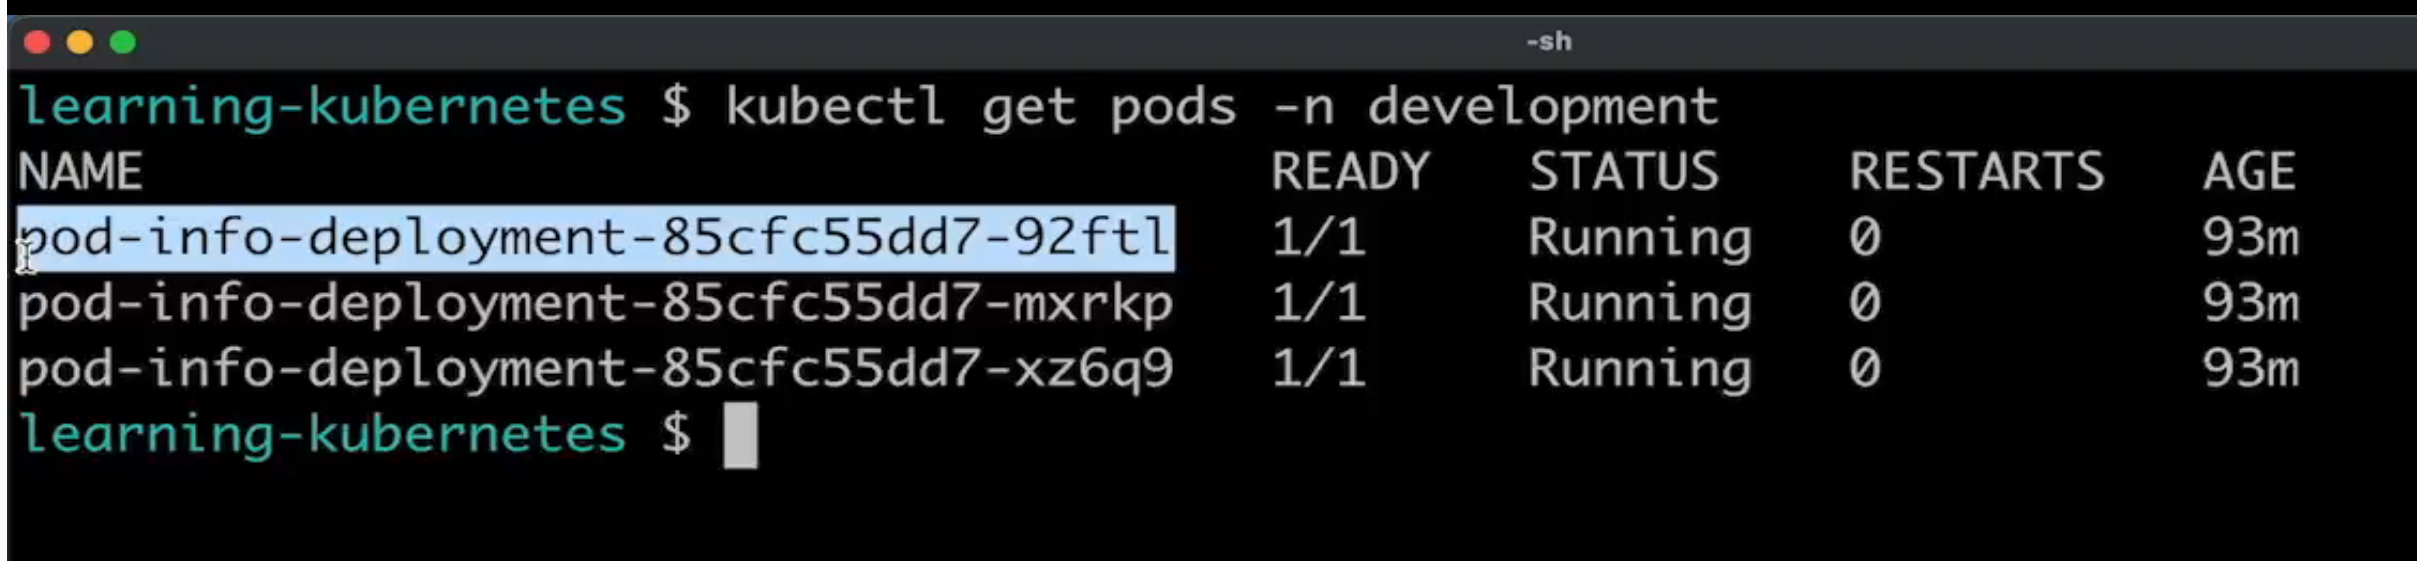 -sh
learning-kubernetes $ kubectl get pods -n development
NAME READY STATUS RESTARTS AGE
pod-info-deployment-85cfc55dd7-92ftl 1/1 Running 0 93m
pod-info-deployment-85cfc55dd7-mxrkp 1/1 Running 0 93m
pod-info-deployment-85cfc55dd7-xz6q9 1/1 Running 0 93m
learning-kubernetes $